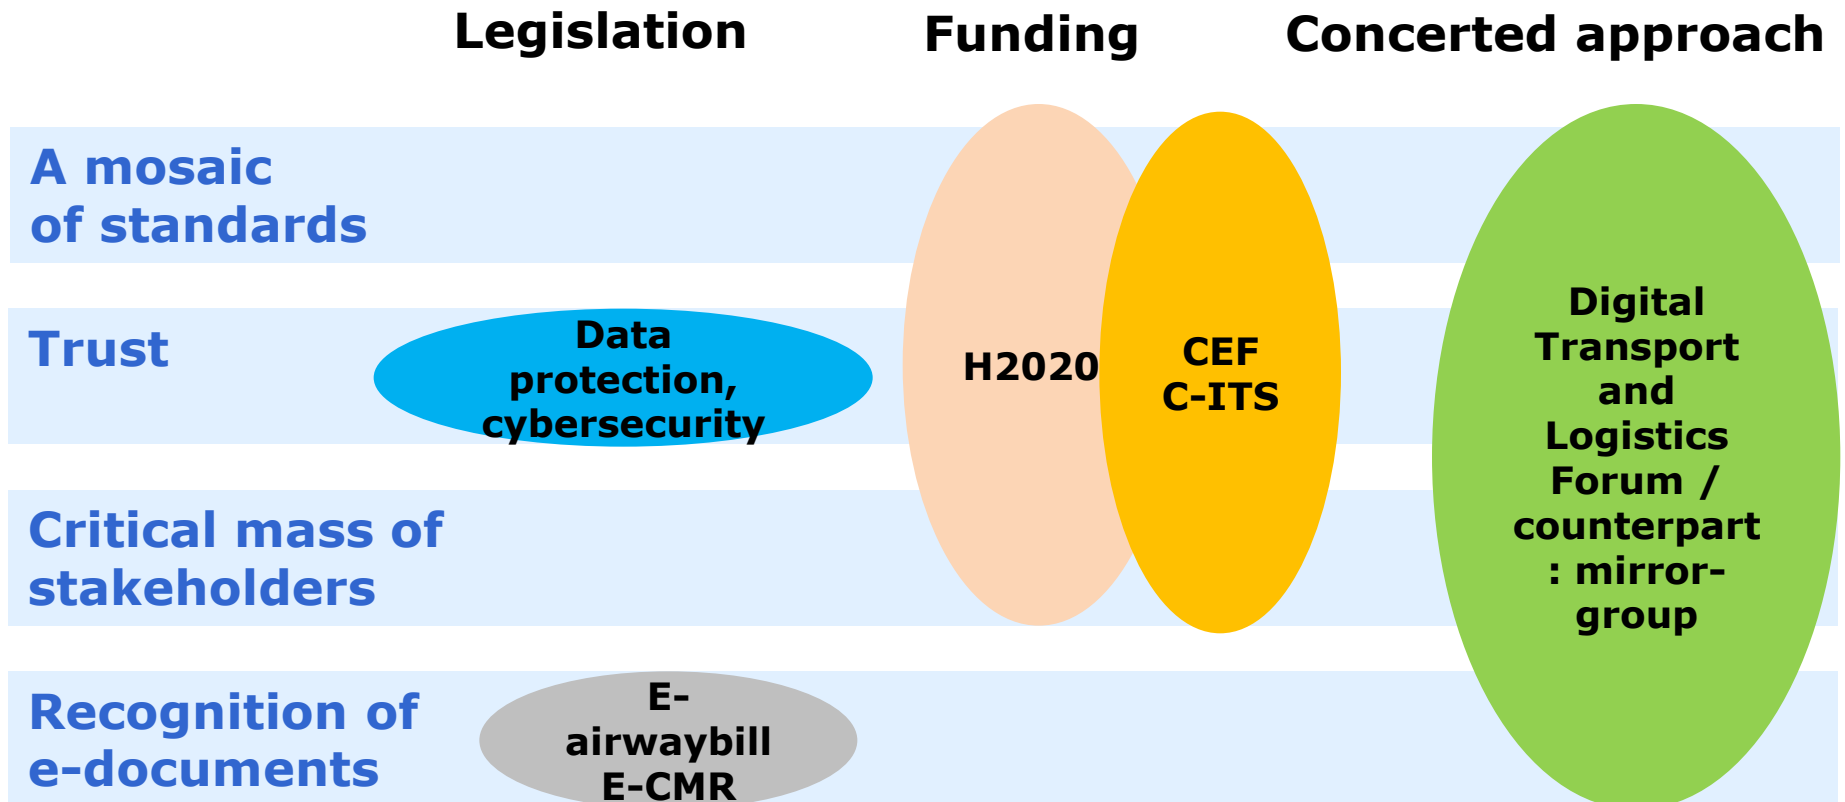 Legislation
Funding
Concerted approach
A mosaic
of standards
Trust
Data
protection,
cybersecurity
H2020
CEF
C-ITS
Digital
Transport
and
Logistics
Forum /
counterpart
: mirror-
group
Critical mass of
stakeholders
Recognition of
e-documents
E-
airwaybill
E-CMR